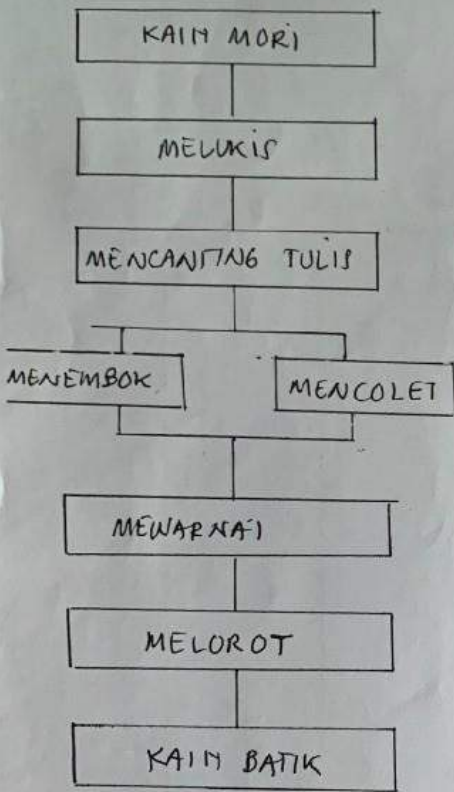 KAIN MORI
MELUKIS
MENCANTING TULIS
MENEMBOK
MENCOLET
MEWARNAI
MELOROT
KAIN BATIK